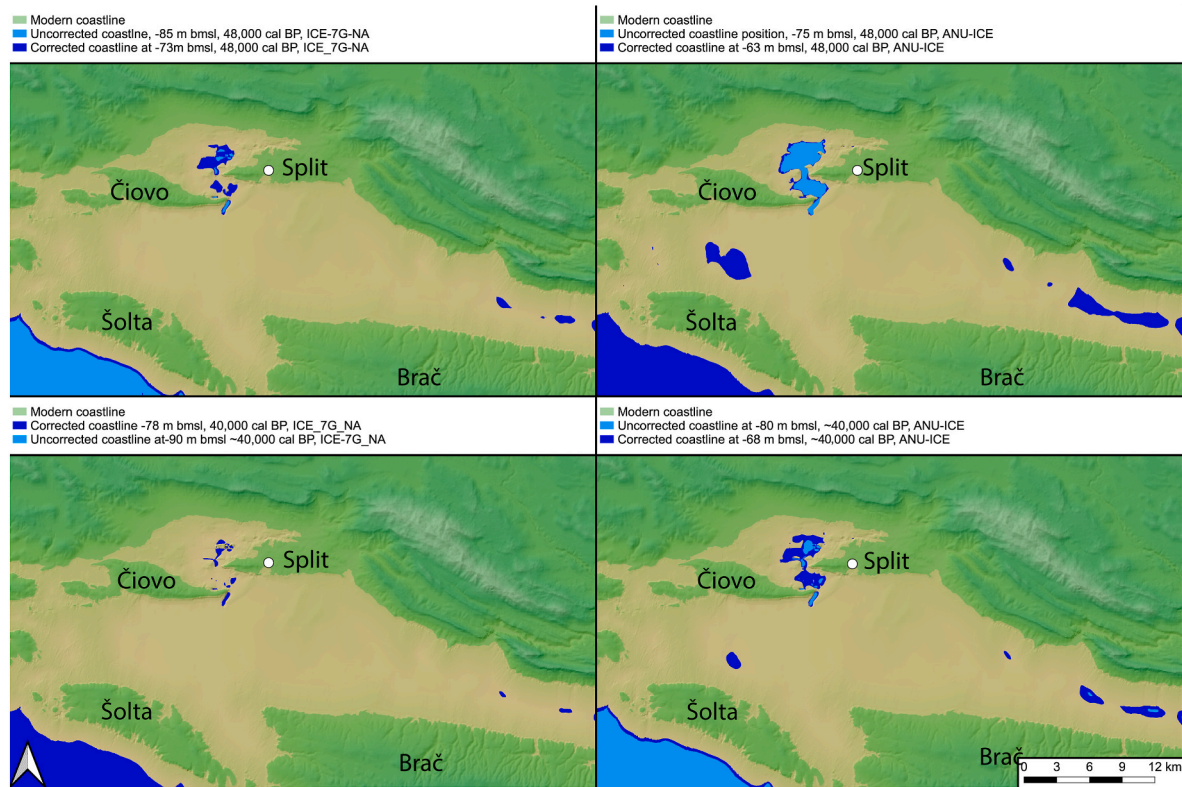 Modern coastline
Uncorrected coastlne, -85 m bmsl, 48,000 cal BP, ICE-7G-NA
Corrected coastline at -73m bmsl, 48,000 cal BP, ICE_7G-NA
Split
Čiovo
Šolta
Brač
Modern coastline
Uncorrected coastline position, -75 m bmsl, 48,000 cal BP, ANU-ICE
Corrected coastline at -63 m bmsl, 48,000 cal BP, ANU-ICE
Split
Čiovo
Šolta
Brač
Modern coastline
Corrected coastline -78 m bmsl, 40,000 cal BP, ICE_7G_NA
Uncorrected coastline at-90 m bmsl ~40,000 cal BP, ICE-7G_NA
Split
Čiovo
Šolta
Brač
Modern coastline
Uncorrected coastline at -80 m bmsl, ~40,000 cal BP, ANU-ICE
Corrected coastline at -68 m bmsl, ~40,000 cal BP, ANU-ICE
Split
Čiovo
Šolta
Brač
0 3 6 9 12 km